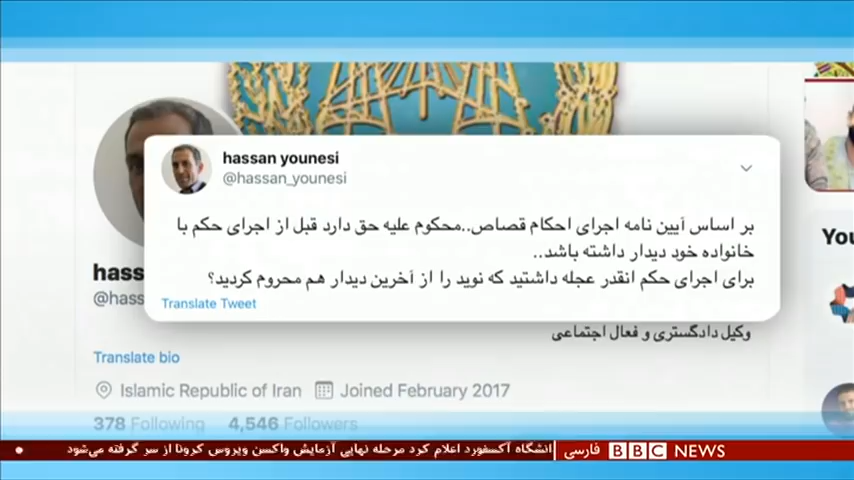 hassan younesi
@hassan_younesi
بر اساس آیین نامه اجرای احکام قصاص..محکوم علیه حق دارد قبل از اجرای حکم با
خانواده خود دیدار داشته باشد..
برای اجرای حکم انقدر عجله داشتید که نوید را از آخرین دیدار هم محروم کردید؟
Translate Tweet
hass
@hass
You
وکیل دادگستری و فعال اجتماعی
Translate bio
Islamic Republic of Iran Joined February 2017
378 Following 4,546 Followers
انشگاه آکسفورد اعلام کرد مرحله نهایی آزمایش واکسن ویروس کرونا از سر گرفته می‌شود
BBC NEWS فارسی